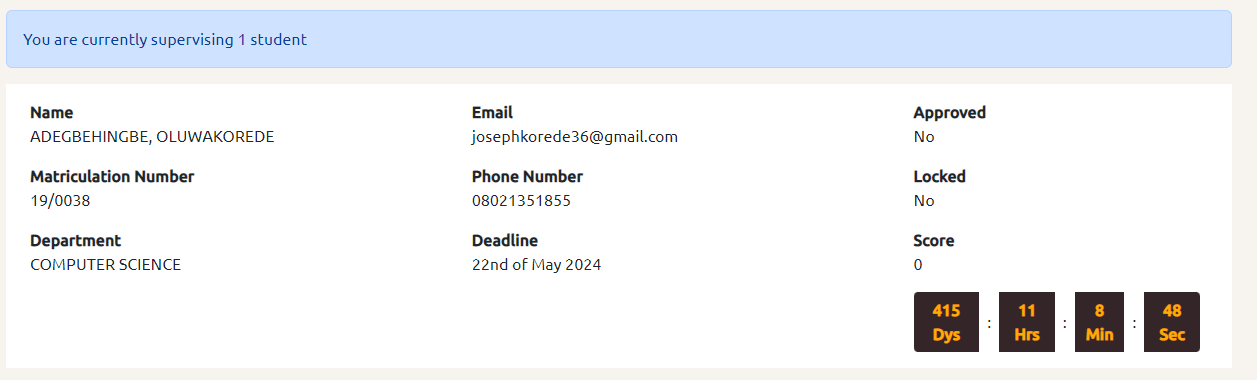 You are currently supervising 1 student
Name
ADEGBEHINGBE, OLUWAKOREDE
Email
josephkorede36@gmail.com
Approved
No
Matriculation Number
19/0038
Phone Number
08021351855
Locked
No
Department
COMPUTER SCIENCE
Deadline
22nd of May 2024
Score
0
415 : 11 : 8 : 48
Dys Hrs Min Sec